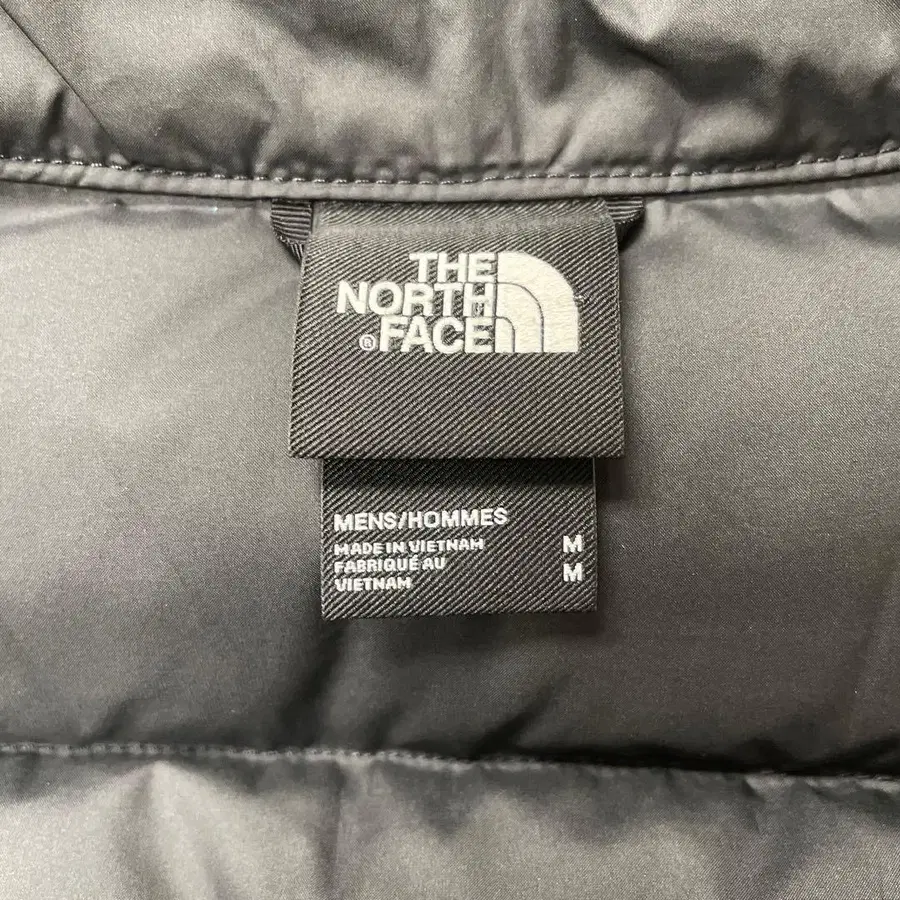 THE
NORTH
®FACE
MENS/HOMMES
MADE IN VIETNAM M
FABRIQUÉ AU
VIETNAM M